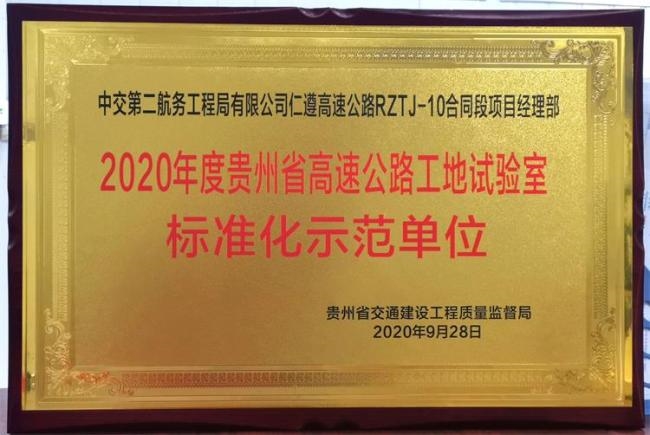 中交第二航务工程局有限公司仁遵高速公路RZTJ-10合同段项目经理部
2020年度贵州省高速公路工地试验室
标准化示范单位
贵州省交通建设工程质量监督局
2020年9月28日